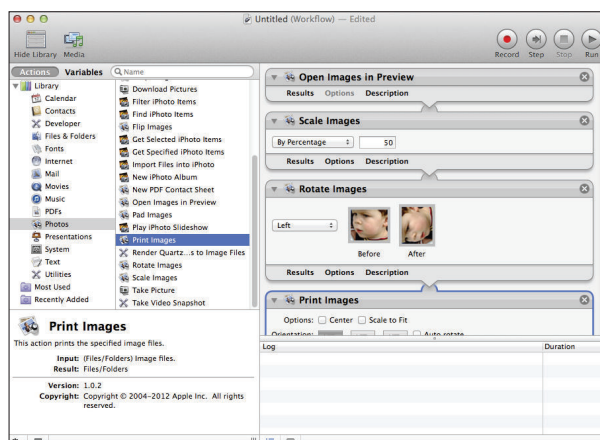 Untitled (Workflow) — Edited
Hide Library Media
Record Step Stop Run
Actions Variables
Name
Library
Calendar
Contacts
Developer
Files & Folders
Fonts
Internet
Mail
Movies
Music
PDFs
Photos
Presentations
System
Text
Utilities
Most Used
Recently Added
Download Pictures
Filter iPhoto Items
Find iPhoto Items
Flip Images
Get Selected iPhoto Items
Get Specified iPhoto Items
Import Files into iPhoto
New iPhoto Album
New PDF Contact Sheet
Open Images in Preview
Pad Images
Play iPhoto Slideshow
Print Images
Render Quartz...s to Image Files
Rotate Images
Scale Images
Take Picture
Take Video Snapshot
Print Images
This action prints the specified image files.
Input: (Files/Folders) Image files.
Result: Files/Folders
Version: 1.0.2
Copyright: Copyright © 2004–2012 Apple Inc. All rights
reserved.
Open Images in Preview
Results Options Description
Scale Images
By Percentage 50
Results Options Description
Rotate Images
Left
Before After
Results Options Description
Print Images
Options: Center Scale to Fit
Orientation: Auto rotate
Log Duration